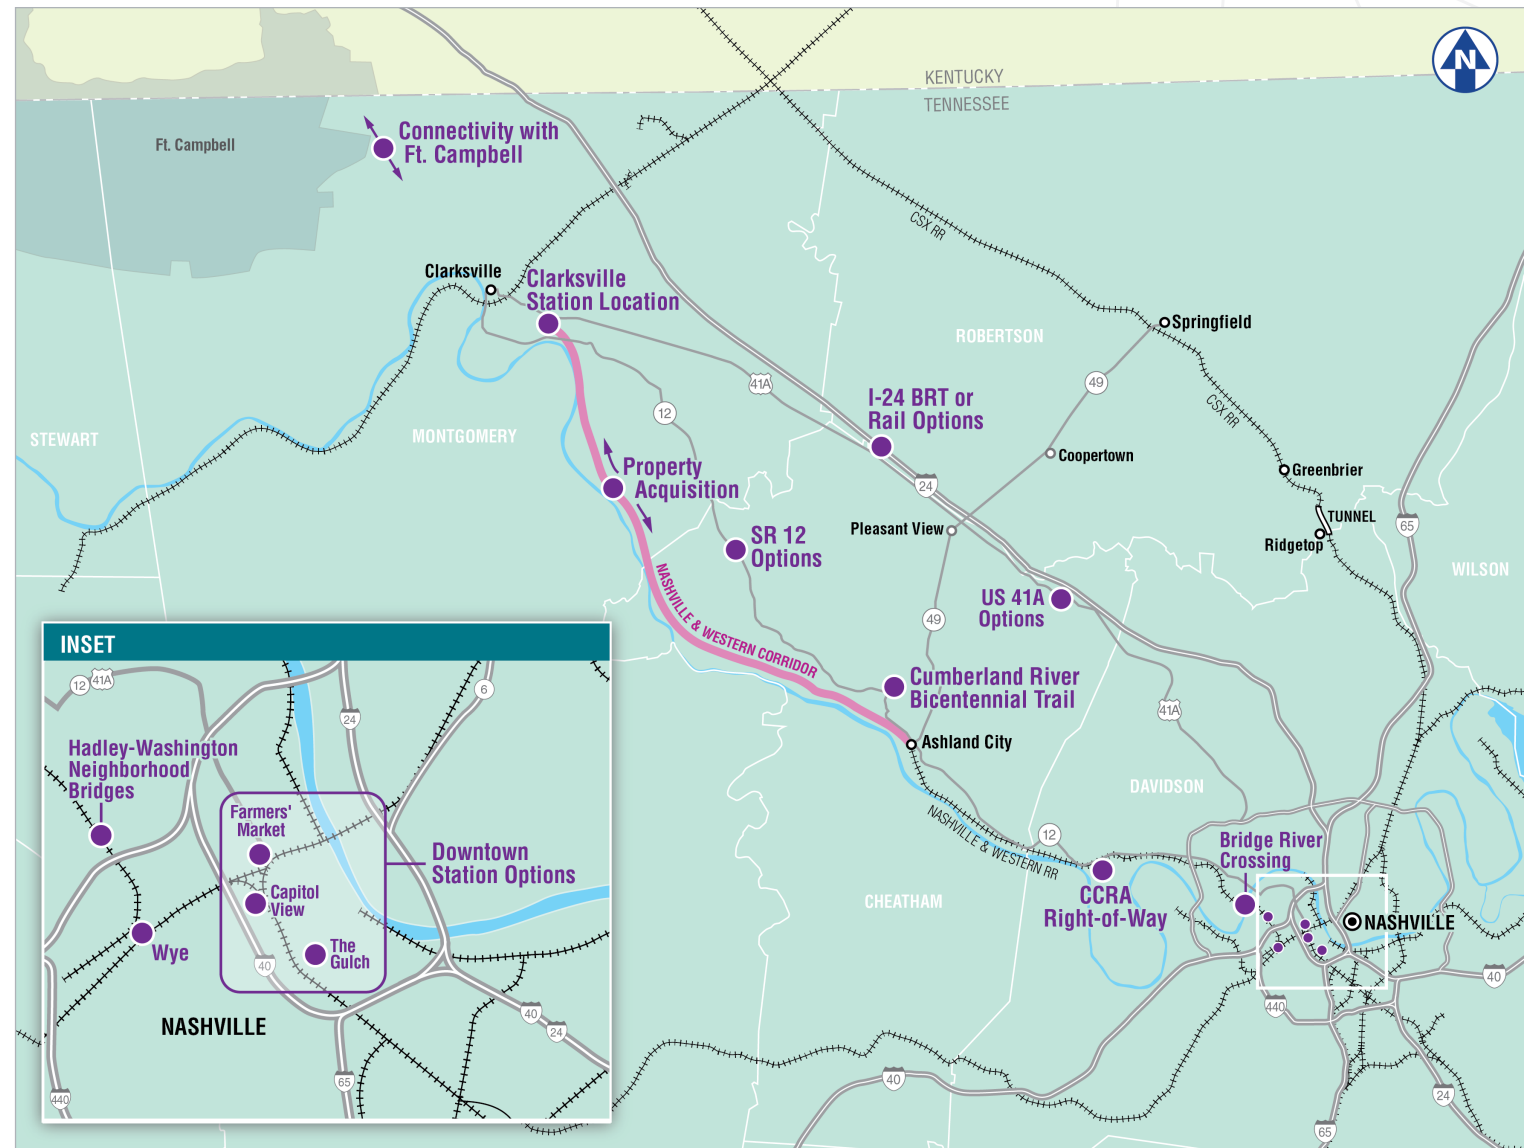 KENTUCKY
TENNESSEE
N
Ft. Campbell
Connectivity with
Ft. Campbell
CSX RR
Clarksville
Clarksville
Station Location
ROBERTSON
Springfield
41A
49
I-24 BRT or
Rail Options
CSX RR
12
STEWART
MONTGOMERY
Coopertown
Greenbrier
Property
Acquisition
24
TUNNEL
65
Pleasant View
Ridgetop
SR 12
Options
WILSON
US 41A
Options
NASHVILLE & WESTERN CORRIDOR
49
Cumberland River
Bicentennial Trail
41A
Ashland City
DAVIDSON
NASHVILLE & WESTERN RR
12
Bridge River
Crossing
CCRA
Right-of-Way
CHEATHAM
NASHVILLE
40
440
40
24
65
INSET
12
41A
6
24
Hadley-Washington
Neighborhood
Bridges
Farmers'
Market
Downtown
Station Options
Capitol
View
Wye
The
Gulch
40
NASHVILLE
40
24
65
440